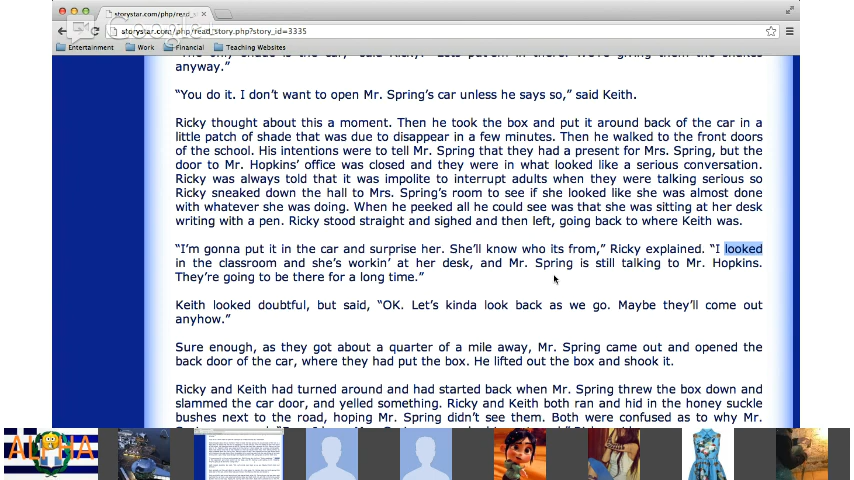 storystar.com/php/read_s
storystar.com/php/read_story.php?story_id=3335
Entertainment Work Financial Teaching Websites
anyway.”
“You do it. I don’t want to open Mr. Spring’s car unless he says so,” said Keith.
Ricky thought about this a moment. Then he took the box and put it around back of the car in a
little patch of shade that was due to disappear in a few minutes. Then he walked to the front doors
of the school. His intentions were to tell Mr. Spring that they had a present for Mrs. Spring, but the
door to Mr. Hopkins’ office was closed and they were in what looked like a serious conversation.
Ricky was always told that it was impolite to interrupt adults when they were talking serious so
Ricky sneaked down the hall to Mrs. Spring’s room to see if she looked like she was almost done
with whatever she was doing. When he peeked all he could see was that she was sitting at her desk
writing with a pen. Ricky stood straight and sighed and then left, going back to where Keith was.
“I’m gonna put it in the car and surprise her. She’ll know who its from,” Ricky explained. “I looked
in the classroom and she’s workin’ at her desk, and Mr. Spring is still talking to Mr. Hopkins.
They’re going to be there for a long time.”
Keith looked doubtful, but said, “OK. Let’s kinda look back as we go. Maybe they’ll come out
anyhow.”
Sure enough, as they got about a quarter of a mile away, Mr. Spring came out and opened the
back door of the car, where they had put the box. He lifted out the box and shook it.
Ricky and Keith had turned around and had started back when Mr. Spring threw the box down and
slammed the car door, and yelled something. Ricky and Keith both ran and hid in the honey suckle
bushes next to the road, hoping Mr. Spring didn’t see them. Both were confused as to why Mr.
ALPHA